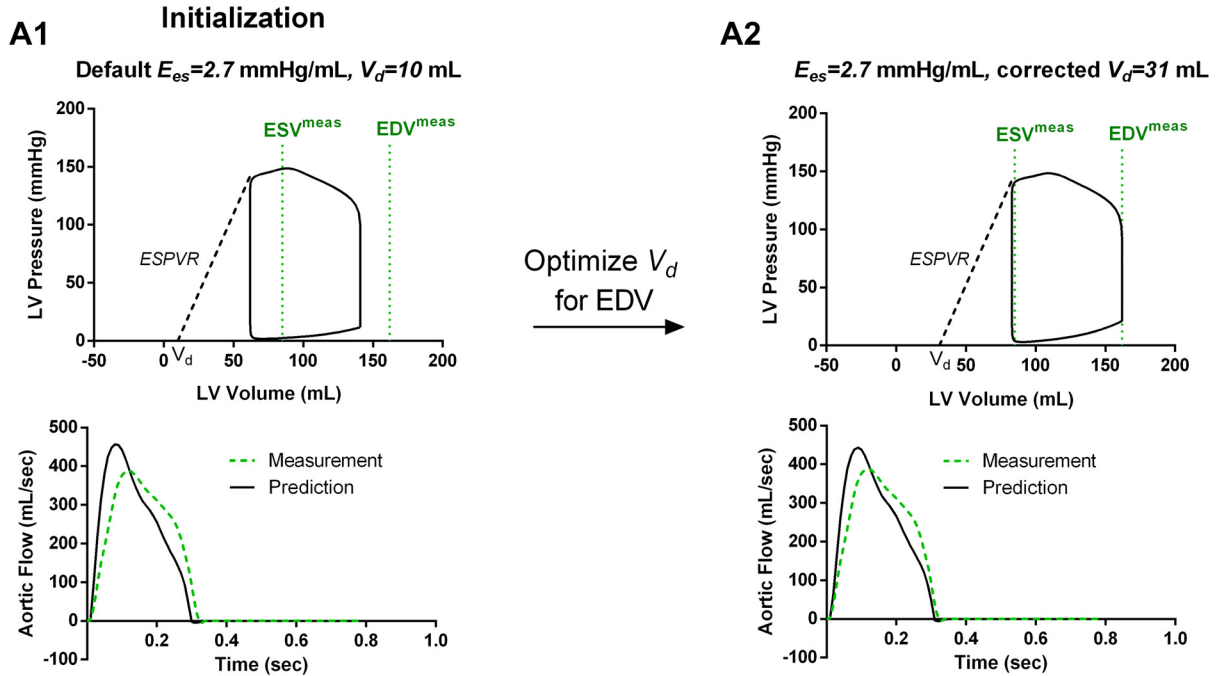 Initialization
A1
Default Ees=2.7 mmHg/mL, Vd=10 mL
200
150
100
50
0
LV Pressure (mmHg)
ESVmeas
EDVmeas
ESPVR
Vd
-50 0 50 100 150 200
LV Volume (mL)
500
400
300
200
100
0
-100
Aortic Flow (mL/sec)
Measurement
Prediction
0.2 0.4 0.6 0.8 1.0
Time (sec)
Optimize Vd
for EDV
A2
Ees=2.7 mmHg/mL, corrected Vd=31 mL
200
150
100
50
0
LV Pressure (mmHg)
ESVmeas
EDVmeas
ESPVR
Vd
-50 0 50 100 150 200
LV Volume (mL)
500
400
300
200
100
0
-100
Aortic Flow (mL/sec)
Measurement
Prediction
0.2 0.4 0.6 0.8 1.0
Time (sec)